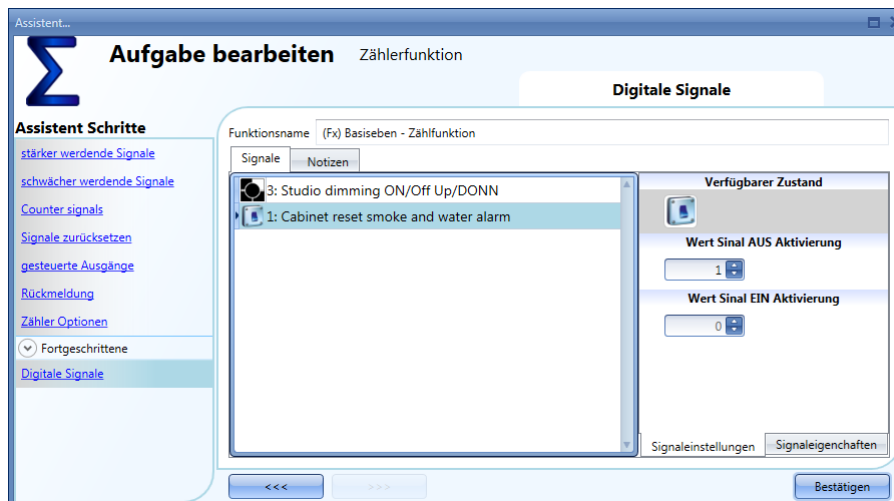 Assistent...
Aufgabe bearbeiten Zählerfunktion
Digitale Signale
Assistent Schritte
stärker werdende Signale
schwächer werdende Signale
Counter signals
Signale zurücksetzen
gesteuerte Ausgänge
Rückmeldung
Zähler Optionen
Fortgeschrittene
Digitale Signale
Funktionsname (Fx) Basiseben - Zählfunktion
Signale Notizen
3: Studio dimming ON/Off Up/DONN
1: Cabinet reset smoke and water alarm
Verfügbarer Zustand
Wert Sinal AUS Aktivierung
1
Wert Sinal EIN Aktivierung
0
Signaleinstellungen Signaleigenchaften
<<< >>> Bestätigen